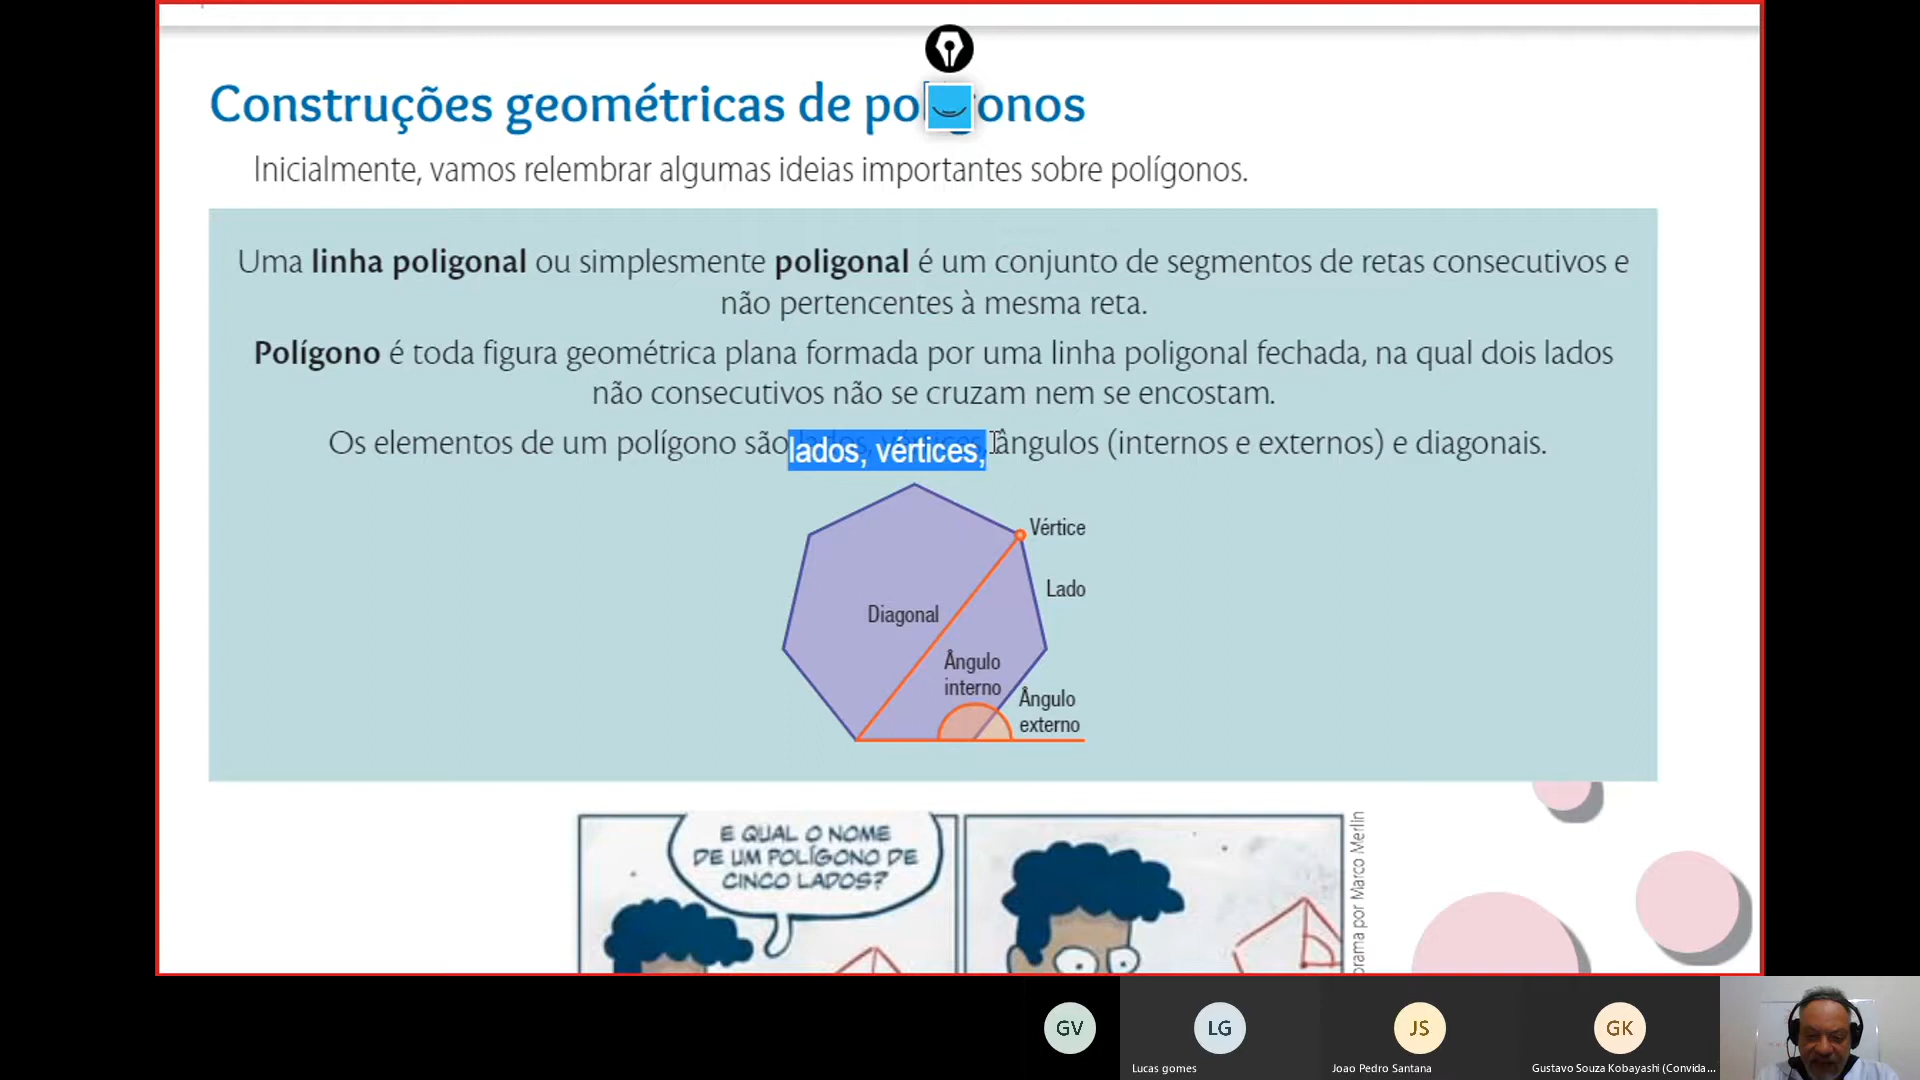 Construções geométricas de po onos
Inicialmente, vamos relembrar algumas ideias importantes sobre polígonos.
Uma linha poligonal ou simplesmente poligonal é um conjunto de segmentos de retas consecutivos e
não pertencentes à mesma reta.
Polígono é toda figura geométrica plana formada por uma linha poligonal fechada, na qual dois lados
não consecutivos não se cruzam nem se encostam.
Os elementos de um polígono são lados, vértices, ângulos (internos e externos) e diagonais.
Vértice
Lado
Diagonal
Ângulo
interno
Ângulo
externo
E QUAL O NOME
DE UM POLÍGONO DE
CINCO LADOS?
orama por Marco Merlin
GV
LG
JS
GK
Lucas gomes
Joao Pedro Santana
Gustavo Souza Kobayashi (Convida...